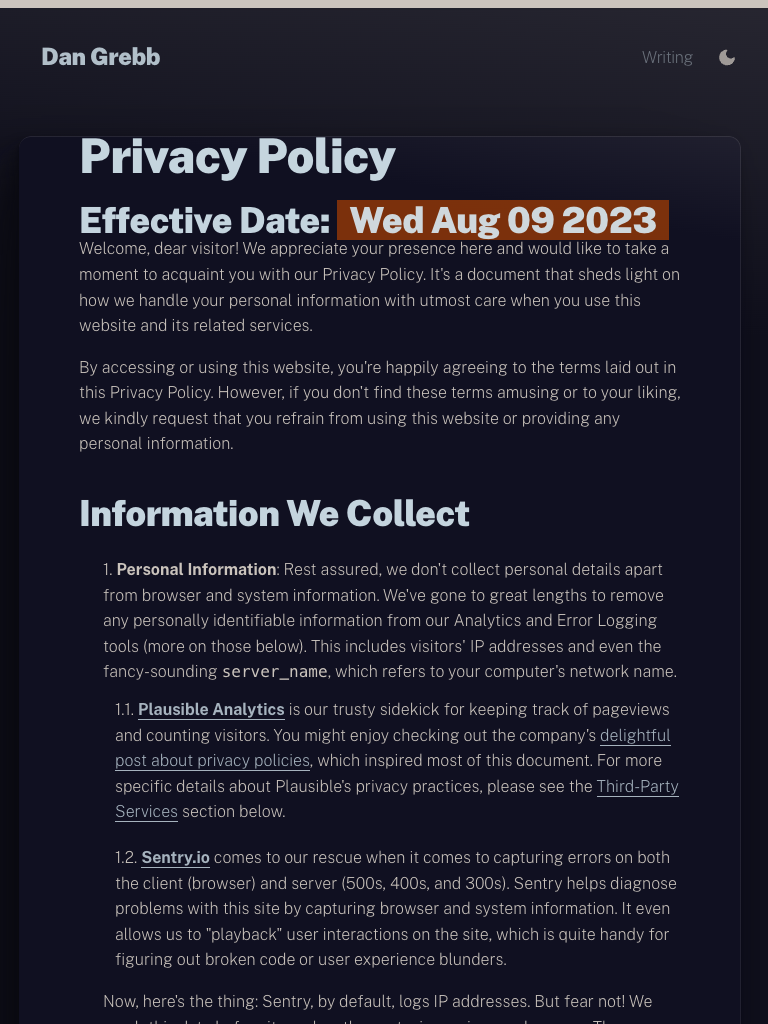 Dan Grebb
Writing
Privacy Policy
Effective Date: Wed Aug 09 2023
Welcome, dear visitor! We appreciate your presence here and would like to take a
moment to acquaint you with our Privacy Policy. It's a document that sheds light on
how we handle your personal information with utmost care when you use this
website and its related services.
By accessing or using this website, you're happily agreeing to the terms laid out in
this Privacy Policy. However, if you don't find these terms amusing or to your liking,
we kindly request that you refrain from using this website or providing any
personal information.
Information We Collect
1. Personal Information: Rest assured, we don't collect personal details apart
from browser and system information. We've gone to great lengths to remove
any personally identifiable information from our Analytics and Error Logging
tools (more on those below). This includes visitors' IP addresses and even the
fancy-sounding server_name, which refers to your computer's network name.
1.1. Plausible Analytics is our trusty sidekick for keeping track of pageviews
and counting visitors. You might enjoy checking out the company's delightful
post about privacy policies, which inspired most of this document. For more
specific details about Plausible's privacy practices, please see the Third-Party
Services section below.
1.2. Sentry.io comes to our rescue when it comes to capturing errors on both
the client (browser) and server (500s, 400s, and 300s). Sentry helps diagnose
problems with this site by capturing browser and system information. It even
allows us to "playback" user interactions on the site, which is quite handy for
figuring out broken code or user experience blunders.
Now, here's the thing: Sentry, by default, logs IP addresses. But fear not! We